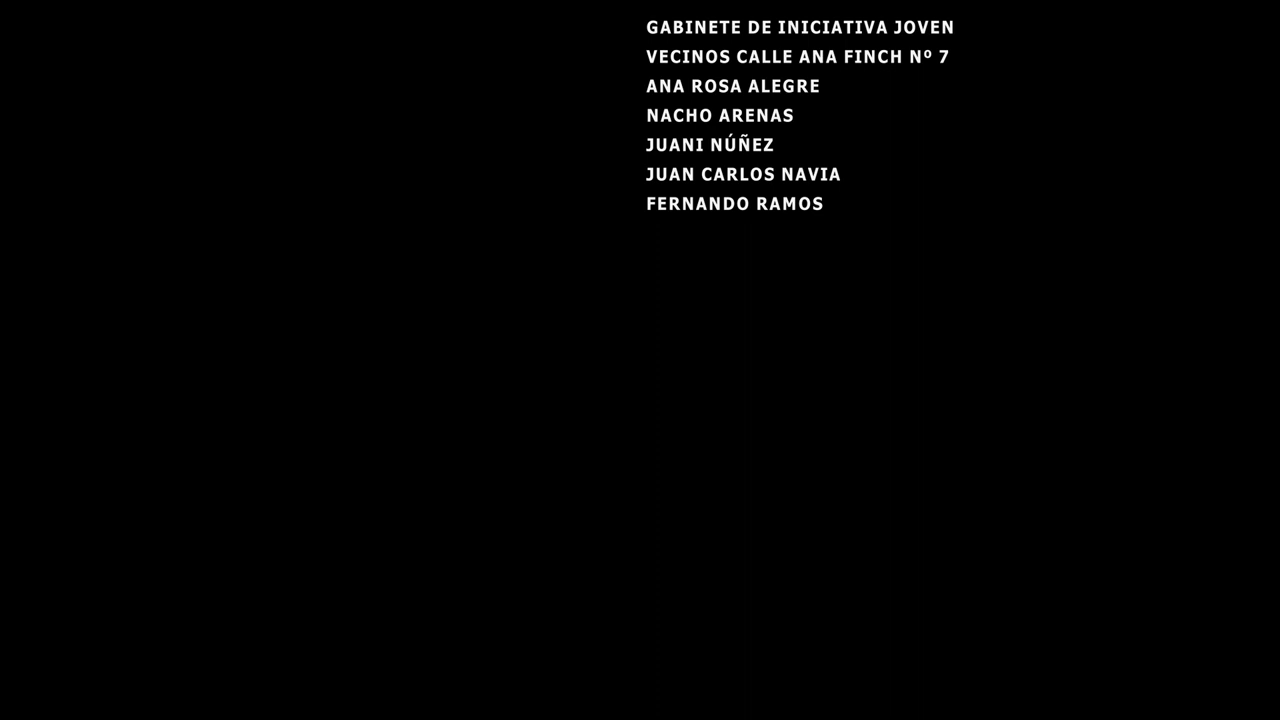 GABINETE DE INICIATIVA JOVEN
VECINOS CALLE ANA FINCH Nº 7
ANA ROSA ALEGRE
NACHO ARENAS
JUANI NÚÑEZ
JUAN CARLOS NAVIA
FERNANDO RAMOS